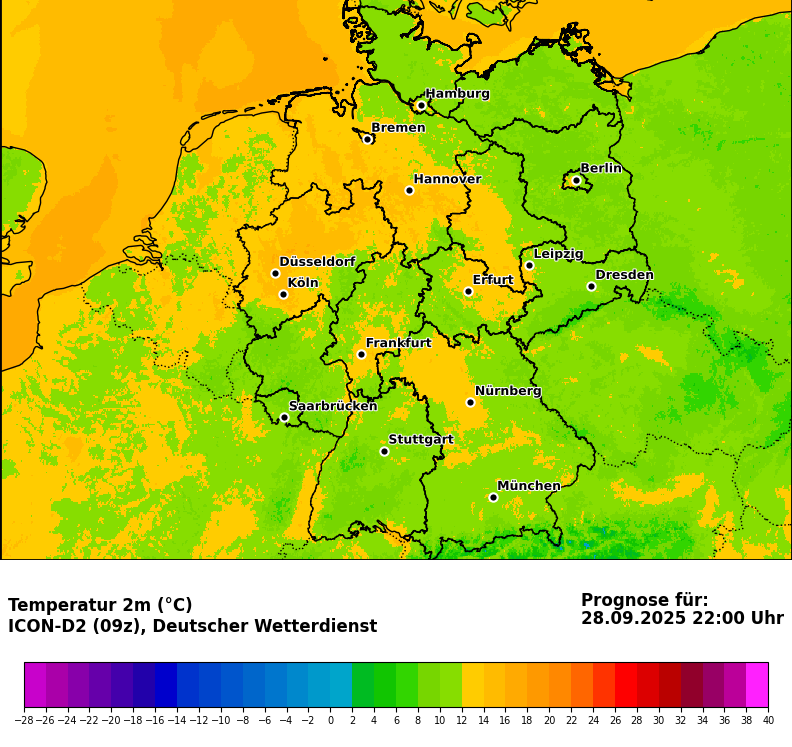 Hamburg
Bremen
Berlin
Hannover
Leipzig
Düsseldorf
Dresden
Köln
Erfurt
Frankfurt
Nürnberg
Saarbrücken
Stuttgart
München
Temperatur 2m (°C)
ICON-D2 (09z), Deutscher Wetterdienst
Prognose für:
28.09.2025 22:00 Uhr
−28 −26 −24 −22 −20 −18 −16 −14 −12 −10 −8 −6 −4 −2 0 2 4 6 8 10 12 14 16 18 20 22 24 26 28 30 32 34 36 38 40